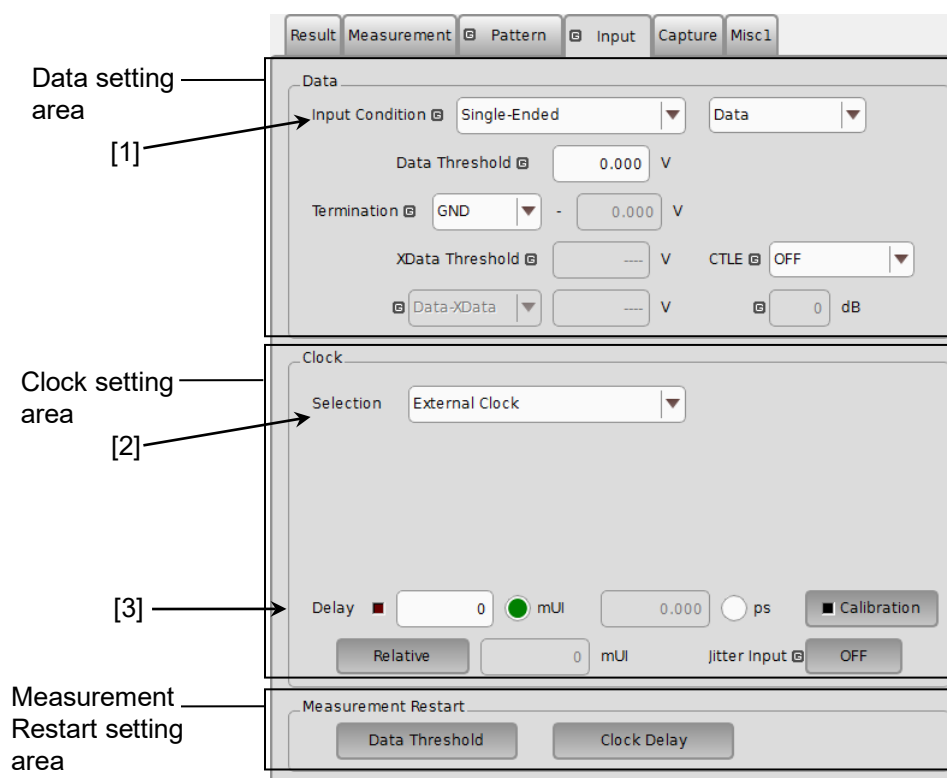 Result Measurement G Pattern G Input Capture Misc1
Data setting
area
Data
Input Condition G Single-Ended Data
[1]
Data Threshold G 0.000 V
Termination G GND - 0.000 V
XData Threshold G ---- V CTLE G OFF
G Data-XData ---- V G 0 dB
Clock setting
area
Clock
Selection External Clock
[2]
[3]
Delay 0 mUI 0.000 ps Calibration
Relative 0 mUI Jitter Input G OFF
Measurement
Restart setting
area
Measurement Restart
Data Threshold Clock Delay